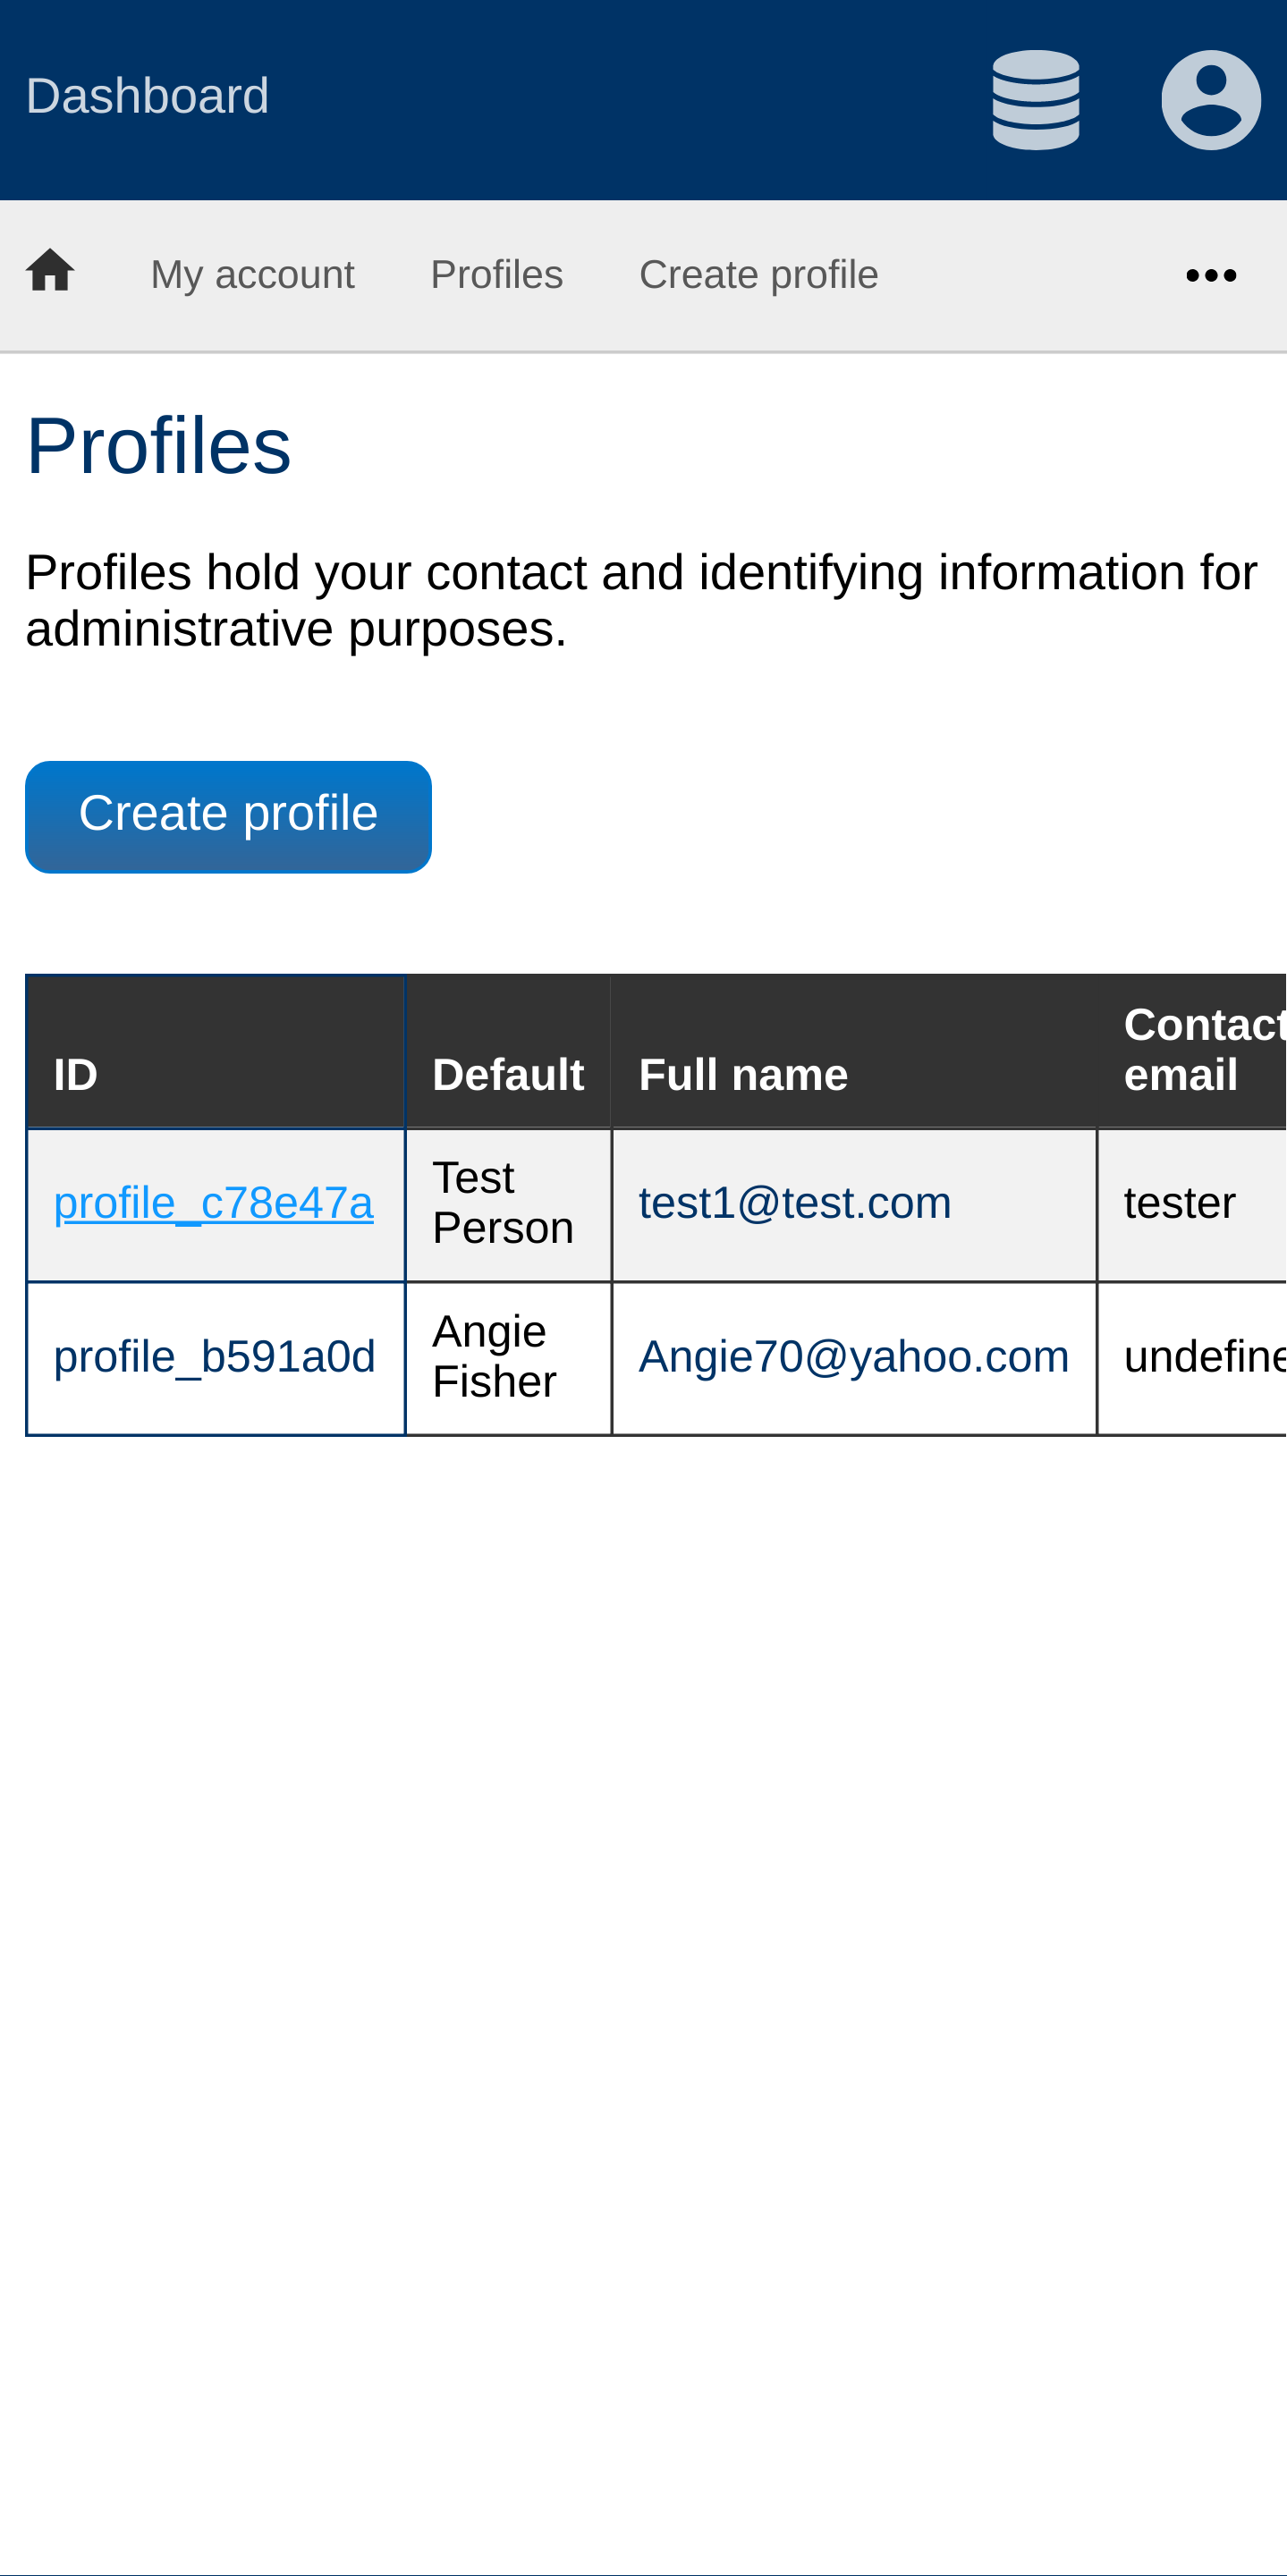 Dashboard
My account Profiles Create profile
Profiles
Profiles hold your contact and identifying information for
administrative purposes.
Create profile
ID Default Full name Contact email
profile_c78e47a Test Person test1@test.com tester
profile_b591a0d Angie Fisher Angie70@yahoo.com undefine